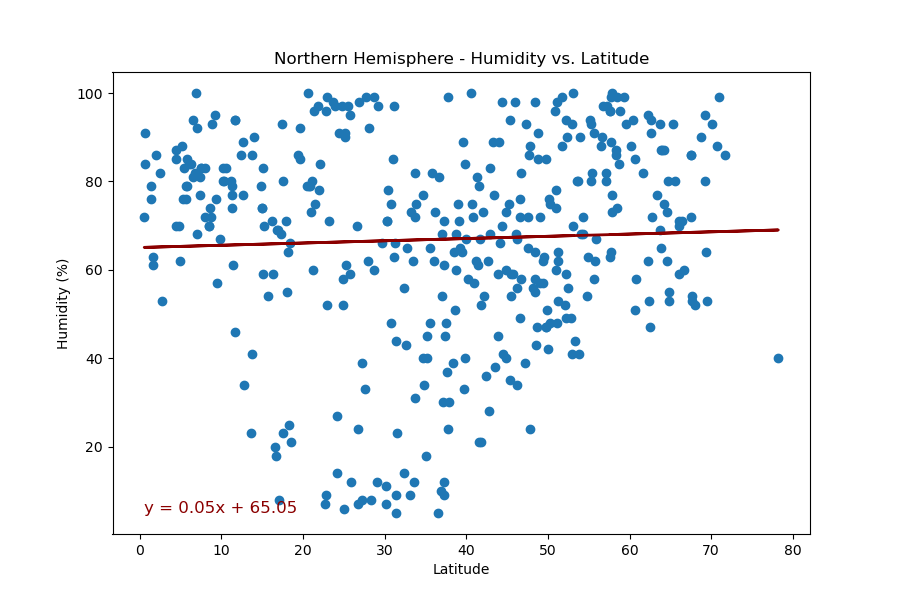 Northern Hemisphere - Humidity vs. Latitude
Humidity (%)
100
80
60
40
20
y = 0.05x + 65.05
0 10 20 30 40 50 60 70 80
Latitude